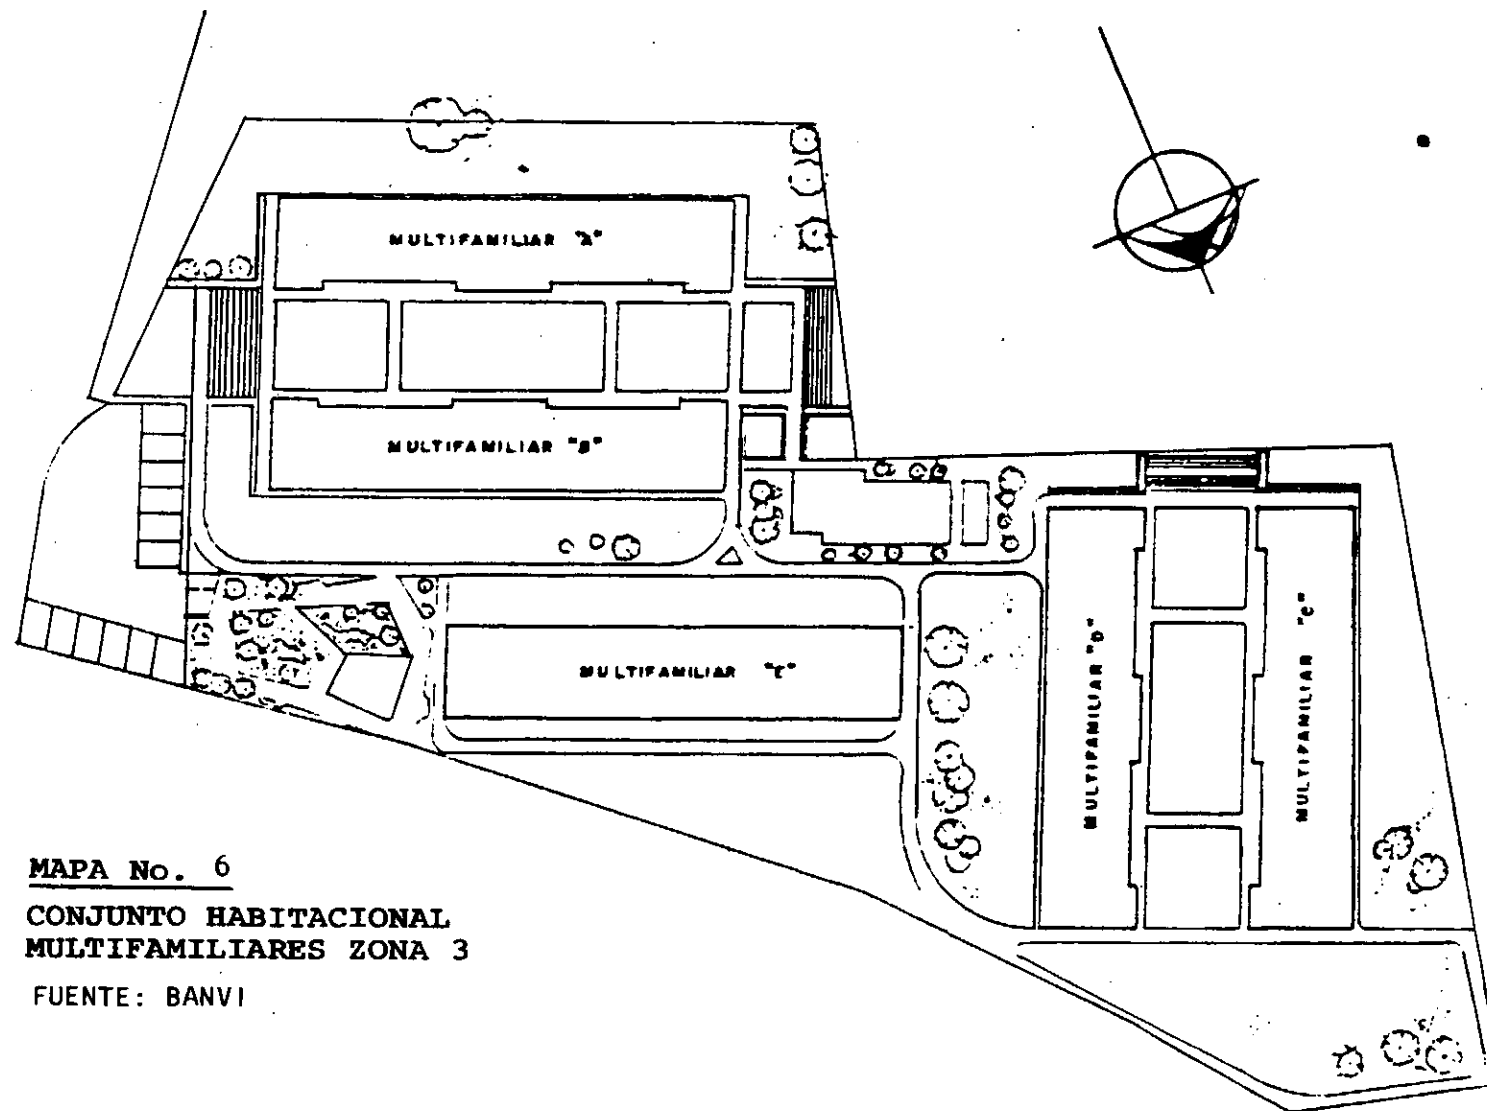 MULTIFAMILIAR "A"
MULTIFAMILIAR "B"
MULTIFAMILIAR "E"
MULTIFAMILIAR "D"
MULTIFAMILIAR "C"
MAPA No. 6
CONJUNTO HABITACIONAL
MULTIFAMILIARES ZONA 3
FUENTE: BANVI